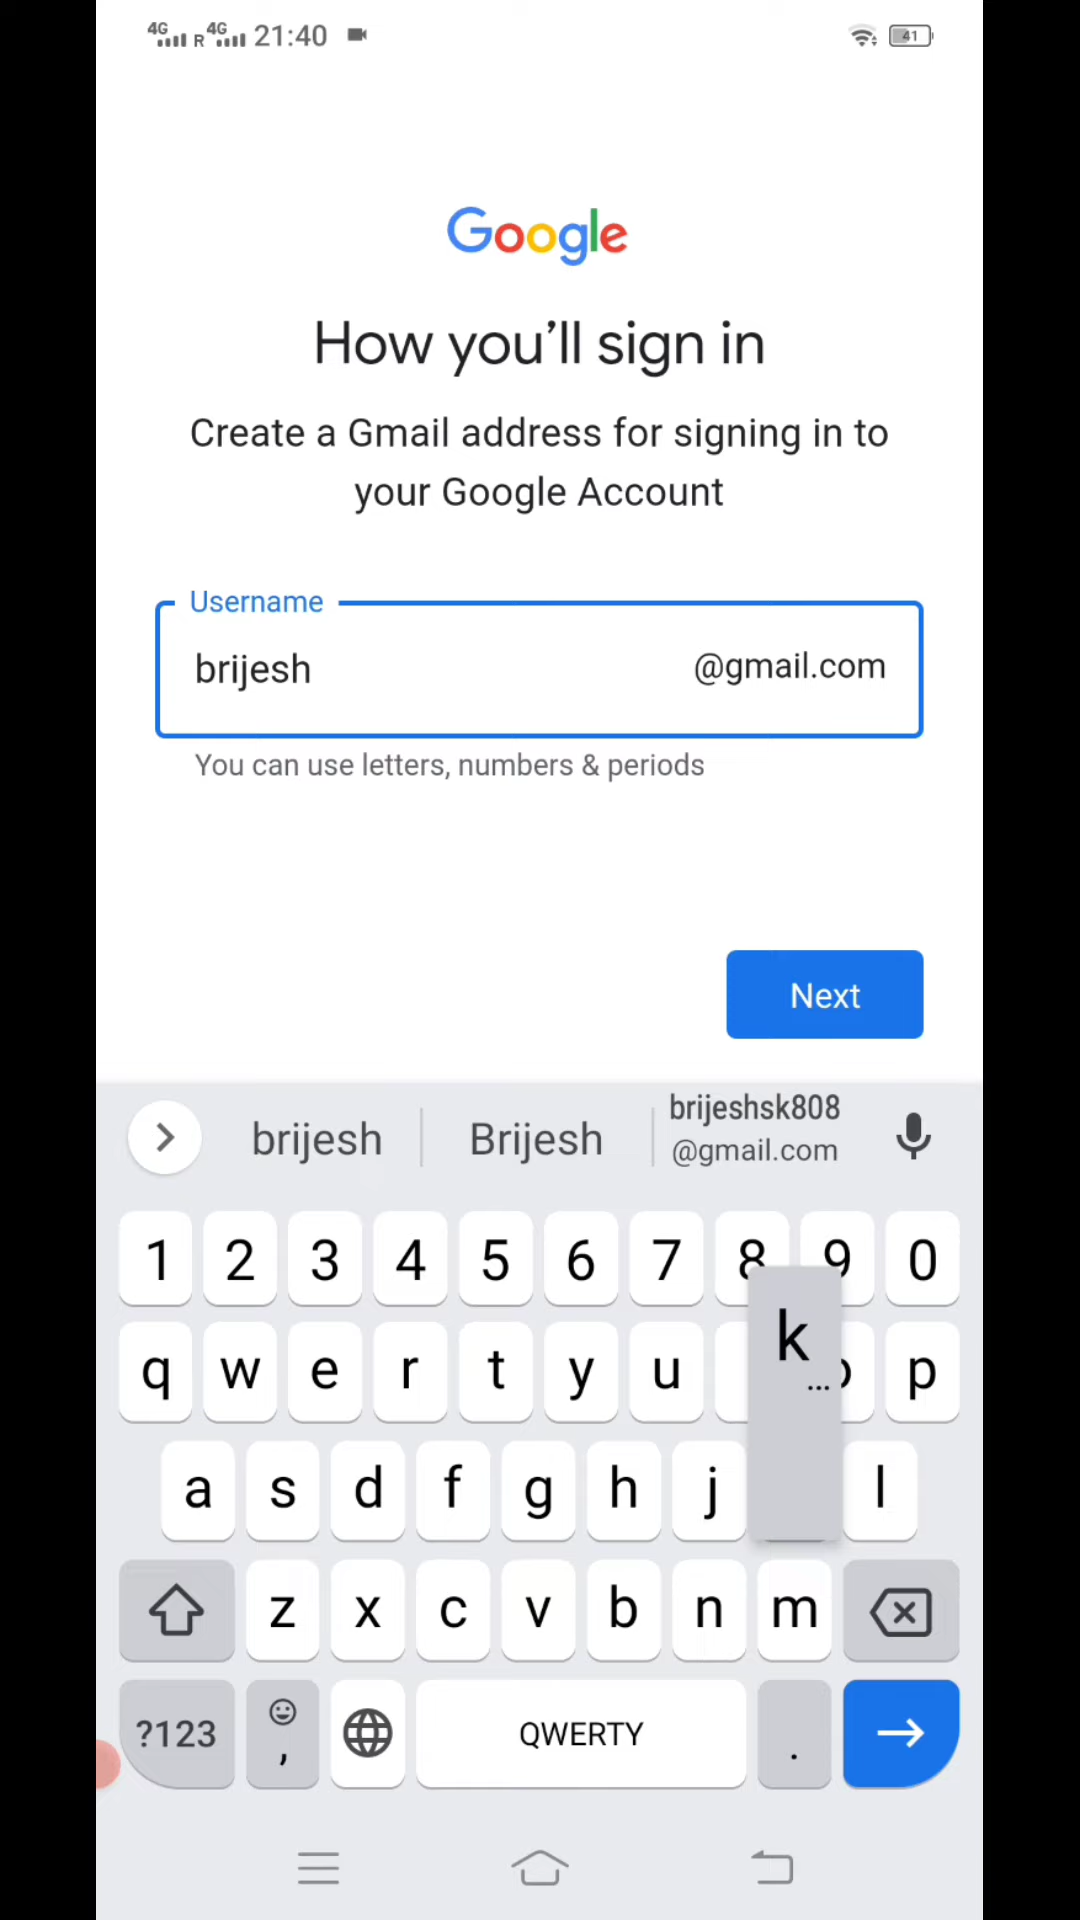 4G R 4G 21:40 41
Google
How you’ll sign in
Create a Gmail address for signing in to
your Google Account
Username
brijesh @gmail.com
You can use letters, numbers & periods
Next
brijesh Brijesh brijeshsk808
@gmail.com
1 2 3 4 5 6 7 8 9 0
k
...
q w e r t y u p
a s d f g h j l
z x c v b n m
?123 , QWERTY .